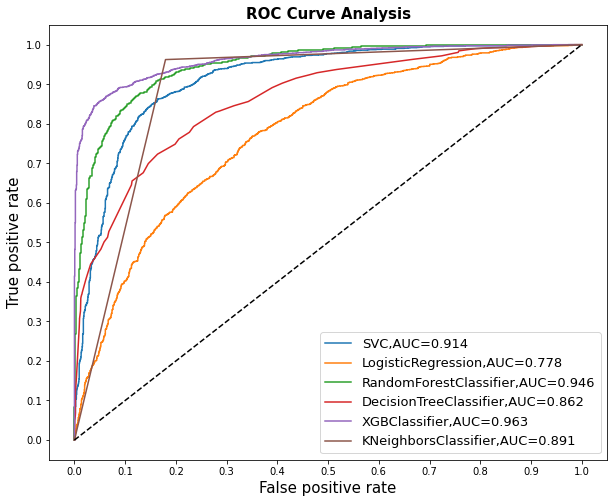 ROC Curve Analysis
True positive rate
1.0
0.9
0.8
0.7
0.6
0.5
0.4
0.3
0.2
0.1
0.0
SVC,AUC=0.914
LogisticRegression,AUC=0.778
RandomForestClassifier,AUC=0.946
DecisionTreeClassifier,AUC=0.862
XGBClassifier,AUC=0.963
KNeighborsClassifier,AUC=0.891
0.0 0.1 0.2 0.3 0.4 0.5 0.6 0.7 0.8 0.9 1.0
False positive rate